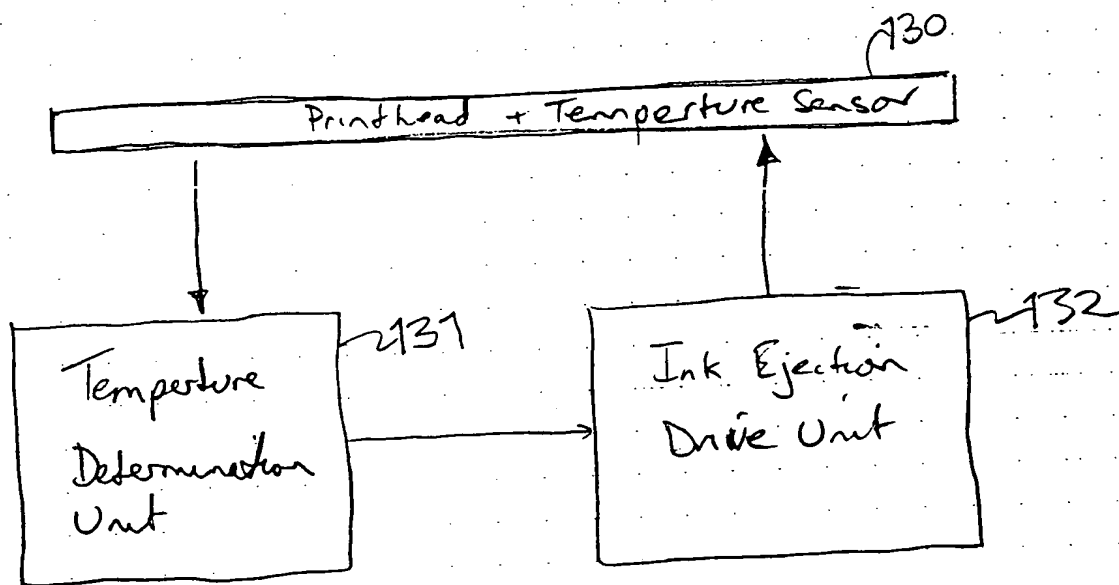 130
Printhead + Temperture Sensor
131
Temperture
Determination
Unit
132
Ink Ejection
Drive Unit